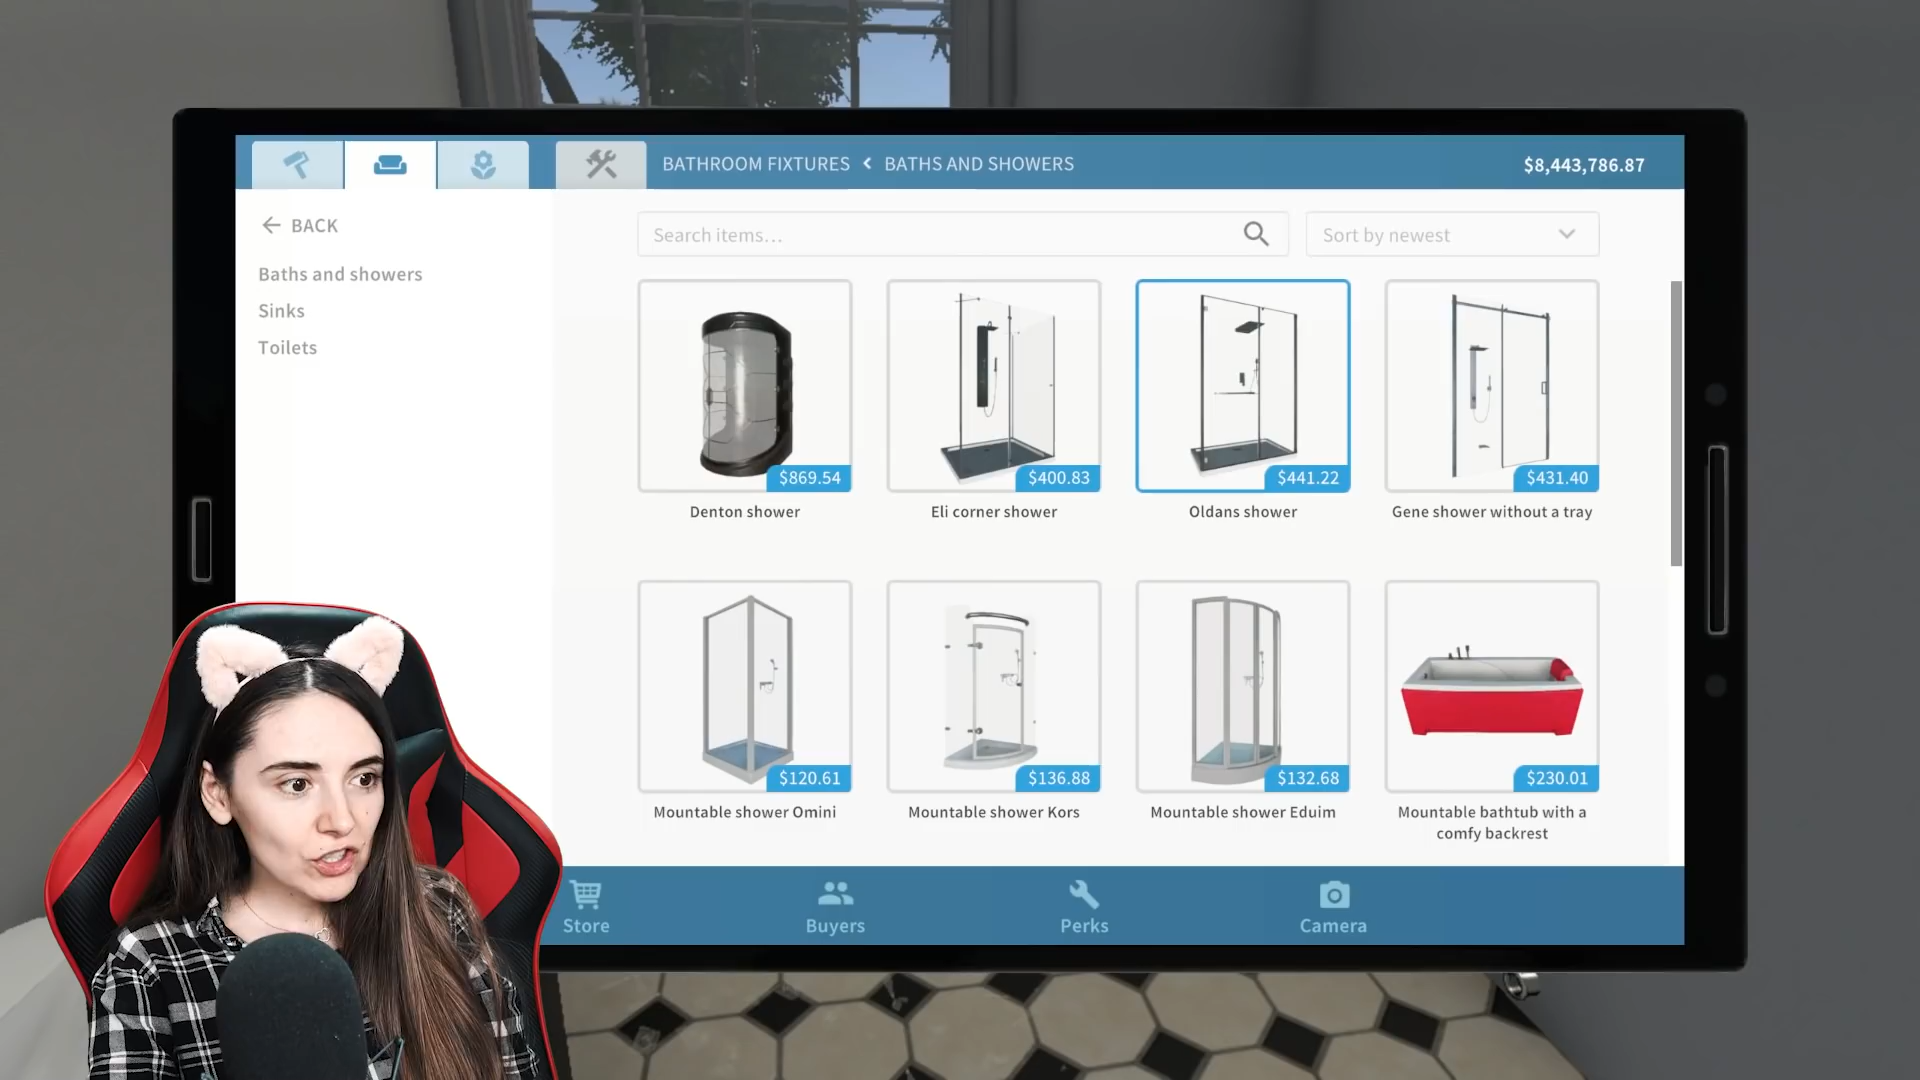 BATHROOM FIXTURES < BATHS AND SHOWERS
$8,443,786.87
BACK
Baths and showers
Sinks
Toilets
Search items...
Sort by newest
$869.54
$400.83
$441.22
$431.40
Denton shower
Eli corner shower
Oldans shower
Gene shower without a tray
$120.61
$136.88
$132.68
$230.01
Mountable shower Omini
Mountable shower Kors
Mountable shower Eduim
Mountable bathtub with a
comfy backrest
Store
Buyers
Perks
Camera